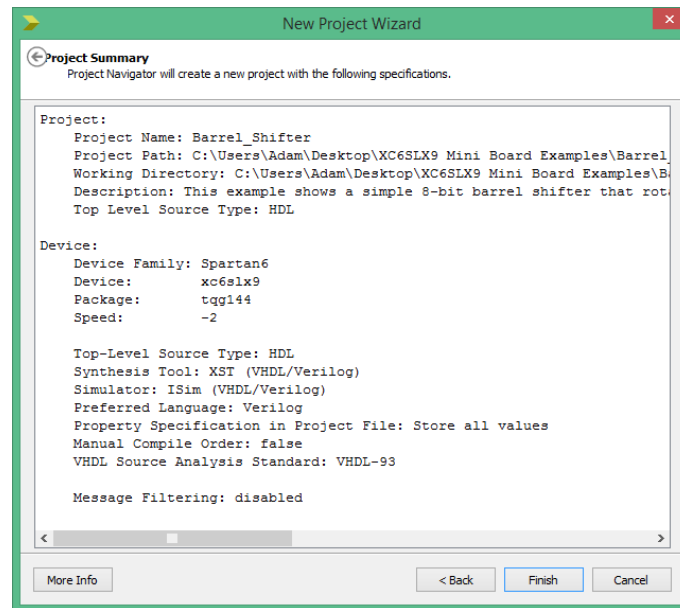 New Project Wizard
Project Summary
Project Navigator will create a new project with the following specifications.
Project:
Project Name: Barrel_Shifter
Project Path: C:\Users\Adam\Desktop\XC6SLX9 Mini Board Examples\Barrel_
Working Directory: C:\Users\Adam\Desktop\XC6SLX9 Mini Board Examples\Ba
Description: This example shows a simple 8-bit barrel shifter that rota
Top Level Source Type: HDL
Device:
Device Family: Spartan6
Device: xc6slx9
Package: tqg144
Speed: -2
Top-Level Source Type: HDL
Synthesis Tool: XST (VHDL/Verilog)
Simulator: ISim (VHDL/Verilog)
Preferred Language: Verilog
Property Specification in Project File: Store all values
Manual Compile Order: false
VHDL Source Analysis Standard: VHDL-93
Message Filtering: disabled
More Info
< Back
Finish
Cancel